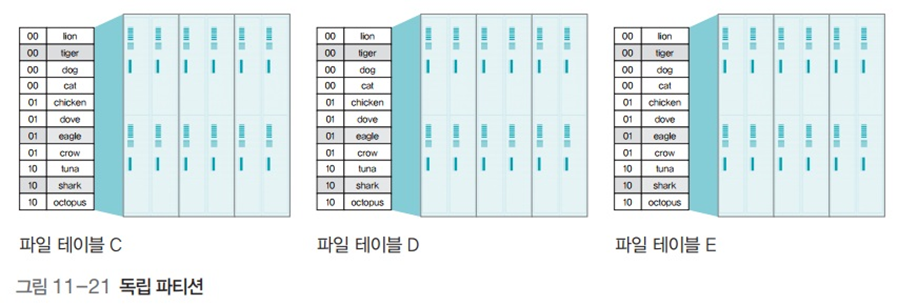 00 lion
00 tiger
00 dog
00 cat
01 chicken
01 dove
01 eagle
01 crow
10 tuna
10 shark
10 octopus
파일 테이블 C
00 lion
00 tiger
00 dog
00 cat
01 chicken
01 dove
01 eagle
01 crow
10 tuna
10 shark
10 octopus
파일 테이블 D
00 lion
00 tiger
00 dog
00 cat
01 chicken
01 dove
01 eagle
01 crow
10 tuna
10 shark
10 octopus
파일 테이블 E
그림 11-21 독립 파티션